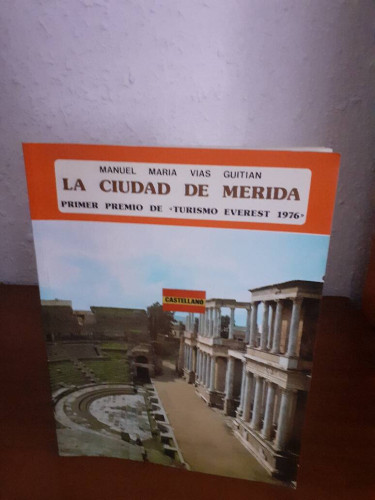 MANUEL MARIA VIAS GUITIAN
LA CIUDAD DE MERIDA
PRIMER PREMIO DE «TURISMO EVEREST 1976»
CASTELLANO